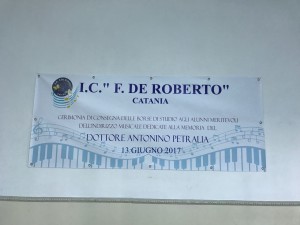 I.C." F. DE ROBERTO"
CATANIA
CERIMONIA DI CONSEGNA DELLE BORSE DI STUDIO AGLI ALUNNI MERITEVOLI
DELL'INDIRIZZO MUSICALE DEDICATE ALLA MEMORIA DEL
DOTTORE ANTONINO PETRALIA
13 GIUGNO 2017